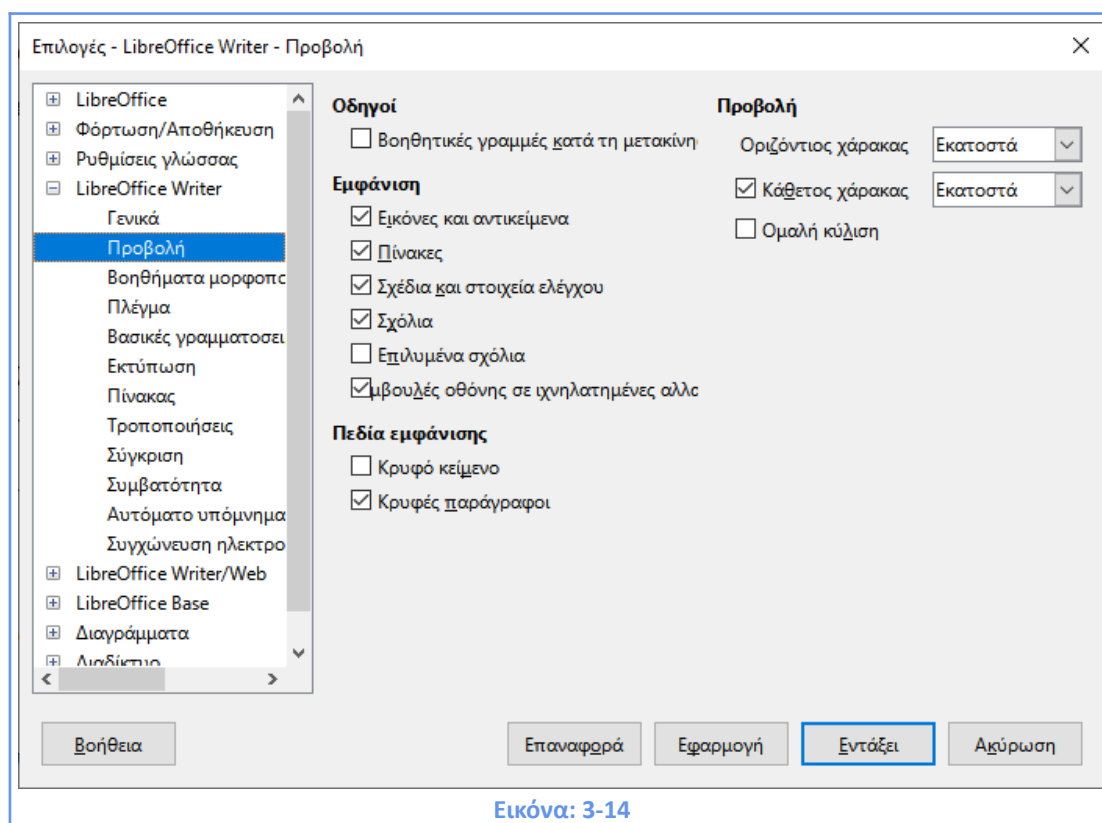 Επιλογές - LibreOffice Writer - Προβολή
LibreOffice
Φόρτωση/Αποθήκευση
Ρυθμίσεις γλώσσας
LibreOffice Writer
Γενικά
Προβολή
Βοηθήματα μορφοπο
Πλέγμα
Βασικές γραμματοσει
Εκτύπωση
Πίνακας
Τροποποιήσεις
Σύγκριση
Συμβατότητα
Αυτόματο υπόμνημα
Συγχώνευση ηλεκτρο
LibreOffice Writer/Web
LibreOffice Base
Διαγράμματα
Διαδίκτυο
Οδηγοί
Βοηθητικές γραμμές κατά τη μετακίνη
Εμφάνιση
Εικόνες και αντικείμενα
Πίνακες
Σχέδια και στοιχεία ελέγχου
Σχόλια
Επιλυμένα σχόλια
μβουλές οθόνης σε ιχνηλατημένες αλλα
Πεδία εμφάνισης
Κρυφό κείμενο
Κρυφές παράγραφοι
Προβολή
Οριζόντιος χάρακας Εκατοστά
Κάθετος χάρακας Εκατοστά
Ομαλή κύλιση
Βοήθεια Επαναφορά Εφαρμογή Εντάξει Ακύρωση
Εικόνα: 3-14